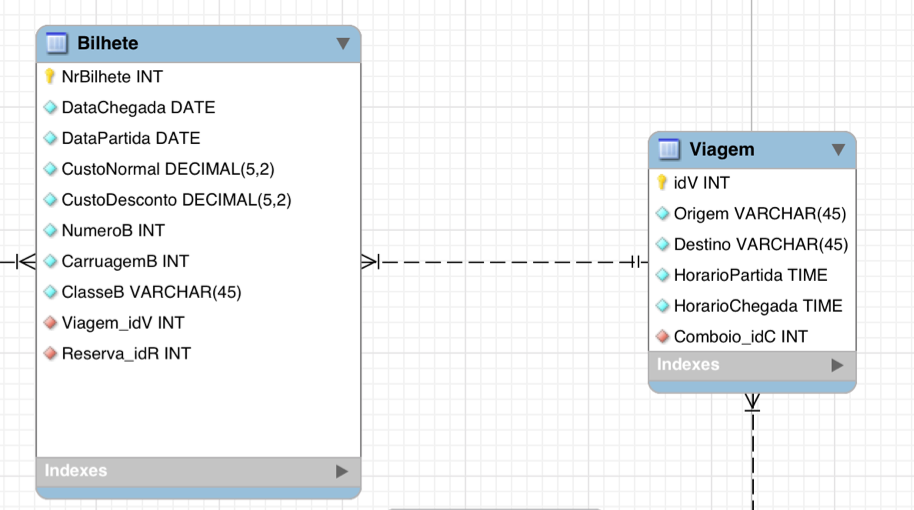 Bilhete
NrBilhete INT
DataChegada DATE
DataPartida DATE
CustoNormal DECIMAL(5,2)
CustoDesconto DECIMAL(5,2)
NumeroB INT
CarruagemB INT
ClasseB VARCHAR(45)
Viagem_idV INT
Reserva_idR INT
Indexes
Viagem
idV INT
Origem VARCHAR(45)
Destino VARCHAR(45)
HorarioPartida TIME
HorarioChegada TIME
Comboio_idC INT
Indexes